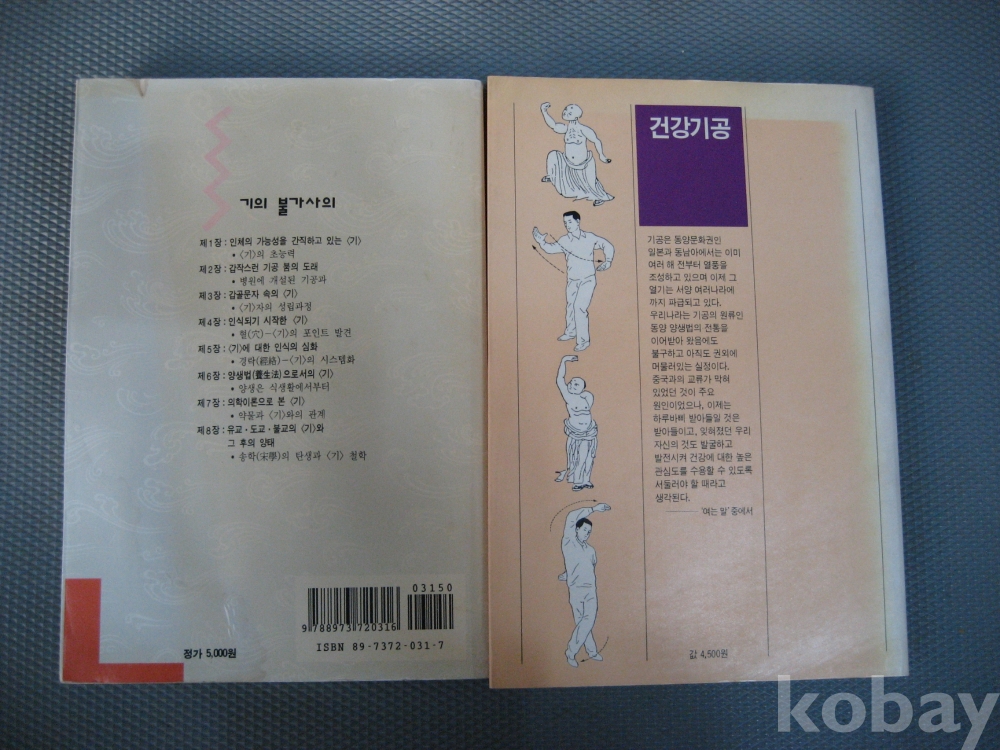 기의 불가사의
제1장 : 인체의 가능성을 간직하고 있는 〈기〉
• 〈기〉의 초능력
제2장 : 갑작스런 기공 붐의 도래
• 병원에 개설된 기공과
제3장 : 갑골문자 속의 〈기〉
• 〈기〉자의 성립과정
제4장 : 인식되기 시작한 〈기〉
• 혈(穴)-〈기〉의 포인트 발견
제5장 : 〈기〉에 대한 인식의 심화
• 경락(經絡)-〈기〉의 시스템화
제6장 : 양생법(養生法)으로서의 〈기〉
• 양생은 식생활에서부터
제7장 : 의학이론으로 본 〈기〉
• 약물과 〈기〉와의 관계
제8장 : 유교·도교·불교의 〈기〉와
그 후의 양태
• 송학(宋學)의 탄생과 〈기〉 철학
정가 5,000원
03150
9 788973 720316
ISBN 89-7372-031-7
건강기공
기공은 동양문화권인
일본과 동남아에서는 이미
여러 해 전부터 열풍을
조성하고 있으며 이제 그
열기는 서양 여러나라에
까지 파급되고 있다.
우리나라는 기공의 원류인
동양 양생법의 전통을
이어받아 왔음에도
불구하고 아직도 권외에
머물러있는 실정이다.
중국과의 교류가 막혀
있었던 것이 주요
원인이었으나, 이제는
하루바삐 받아들일 것은
받아들이고, 잊혀졌던 우리
자신의 것도 발굴하고
발전시켜 건강에 대한 높은
관심도를 수용할 수 있도록
서둘러야 할 때라고
생각된다.
——— '여는 말' 중에서
값 4,500원
kobay